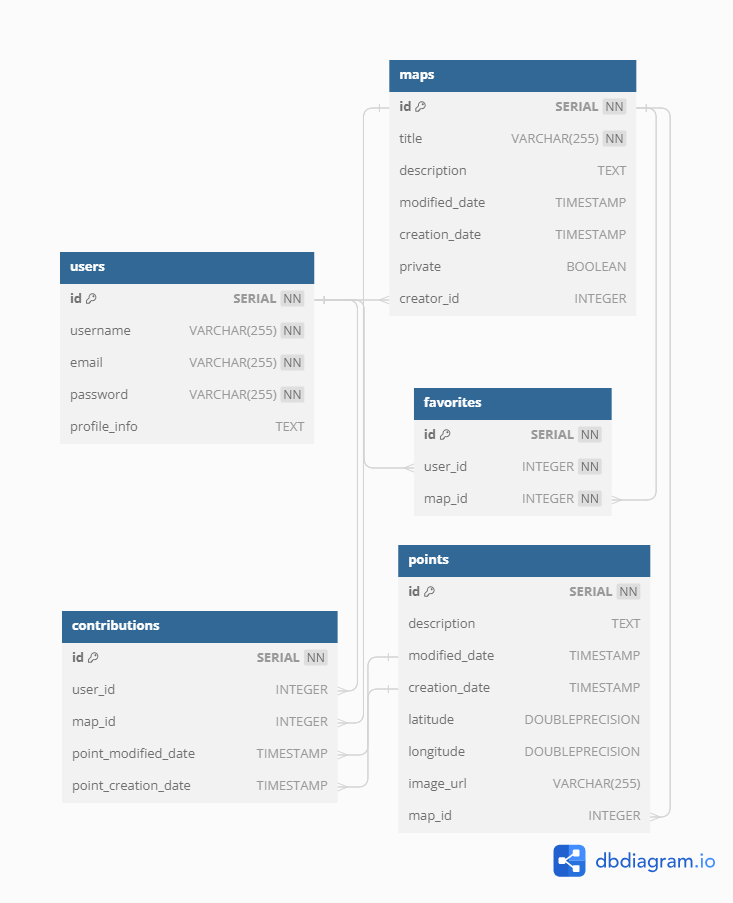 maps
id SERIAL NN
title VARCHAR(255) NN
description TEXT
modified_date TIMESTAMP
creation_date TIMESTAMP
private BOOLEAN
creator_id INTEGER
users
id SERIAL NN
username VARCHAR(255) NN
email VARCHAR(255) NN
password VARCHAR(255) NN
profile_info TEXT
favorites
id SERIAL NN
user_id INTEGER NN
map_id INTEGER NN
points
id SERIAL NN
description TEXT
modified_date TIMESTAMP
creation_date TIMESTAMP
latitude DOUBLEPRECISION
longitude DOUBLEPRECISION
image_url VARCHAR(255)
map_id INTEGER
contributions
id SERIAL NN
user_id INTEGER
map_id INTEGER
point_modified_date TIMESTAMP
point_creation_date TIMESTAMP
dbdiagram.io